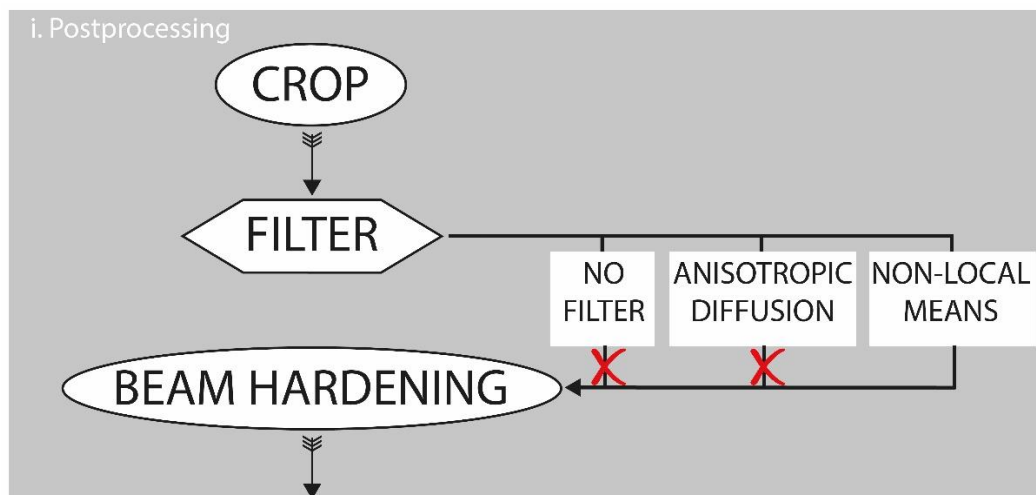 i. Postprocessing
CROP
FILTER
NO
FILTER
ANISOTROPIC
DIFFUSION
NON-LOCAL
MEANS
BEAM HARDENING